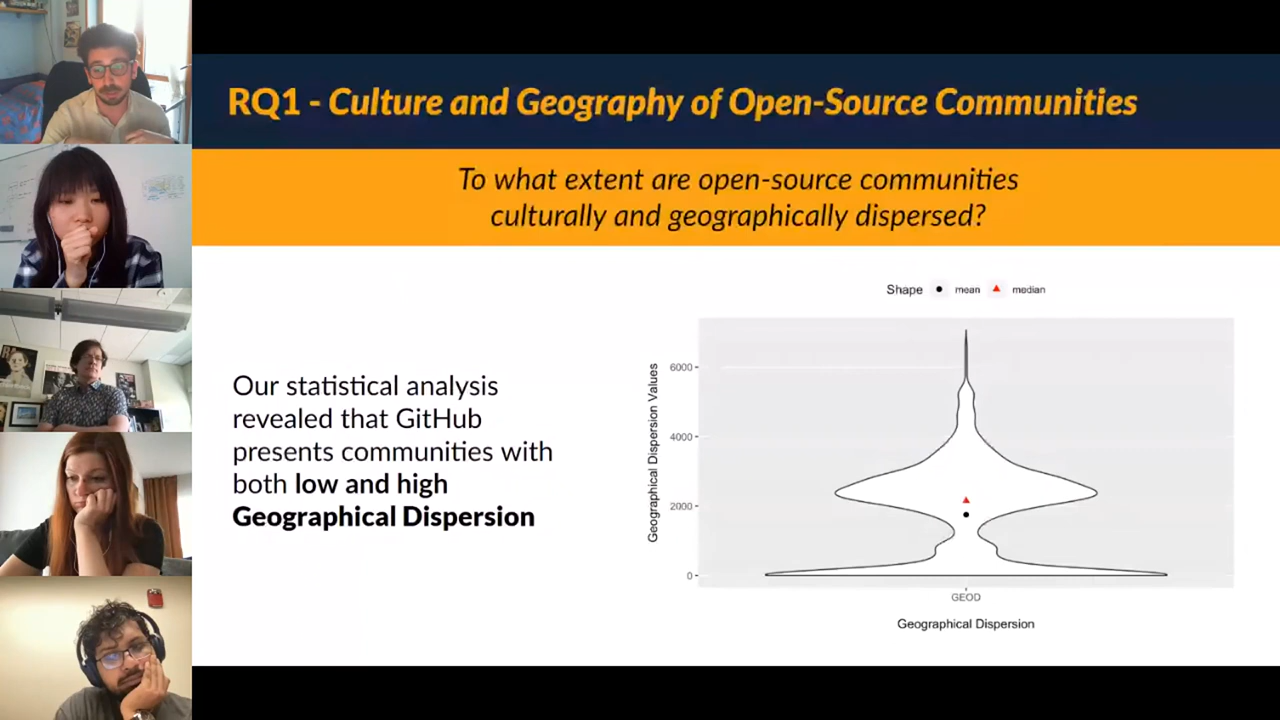 RQ1 - Culture and Geography of Open-Source Communities
To what extent are open-source communities
culturally and geographically dispersed?
Our statistical analysis
revealed that GitHub
presents communities with
both low and high
Geographical Dispersion
Shape mean median
Geographical Dispersion Values
6000
4000
2000
0
GEOD
Geographical Dispersion